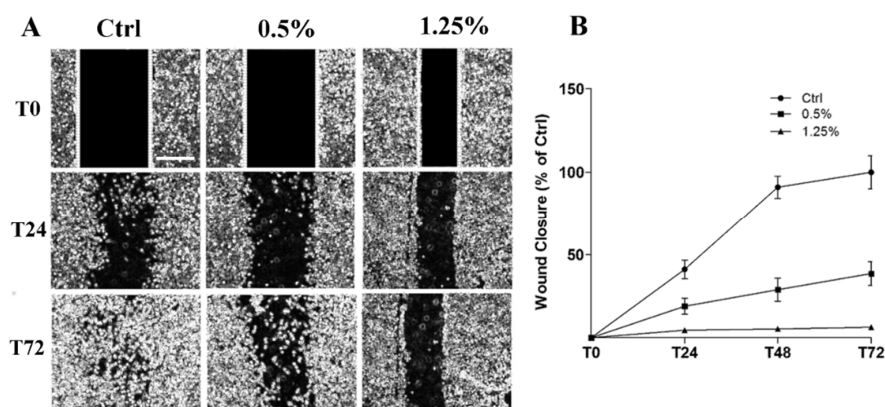 A
Ctrl 0.5% 1.25%
T0
T24
T72
B
Wound Closure (% of Ctrl)
150
100
50
T0 T24 T48 T72
Ctrl
0.5%
1.25%